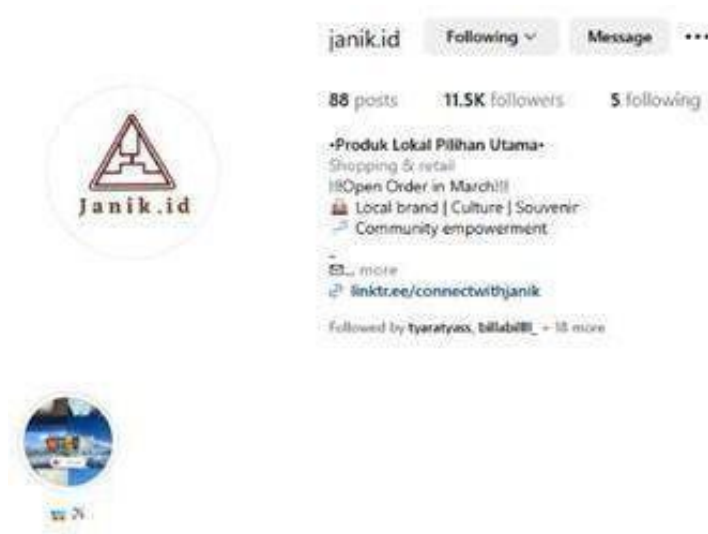 janik.id Following Message
88 posts 11.5K followers 5 following
Janik.id
•Produk Lokal Pilihan Utama•
Shopping & retail
!!!Open Order in March!!!
Local brand | Culture | Souvenir
Community empowerment
... more
linktr.ee/connectwithjanik
Followed by tyaratyass, + 18 more